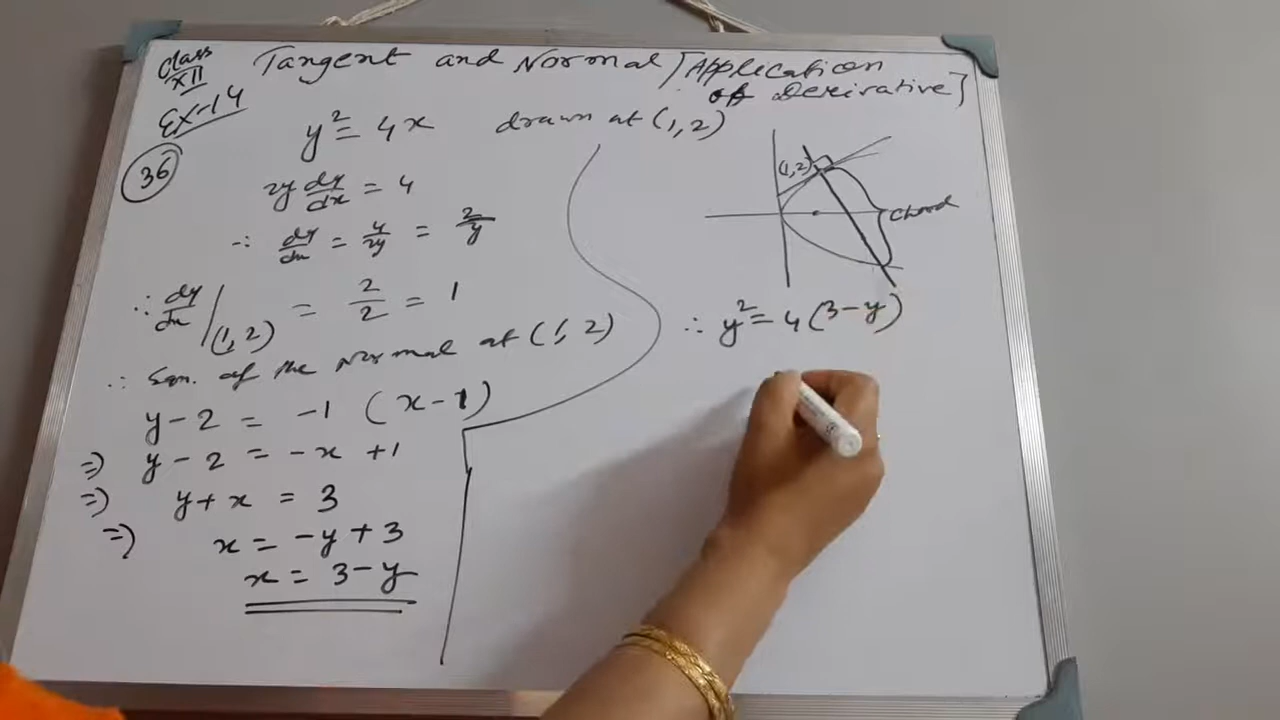 Class XII
Tangent and Normal [Application of Derivative]
EX-14
36
y² = 4x drawn at (1, 2)
2y dy/dx = 4
∴ dy/dx = 4/2y = 2/y
∴ dy/dx |(1, 2) = 2/2 = 1
∴ Eqn. of the Normal at (1, 2)
y - 2 = -1 (x - 1)
⇒ y - 2 = -x + 1
⇒ y + x = 3
⇒ x = -y + 3
x = 3 - y
(1, 2)
Chord
∴ y² = 4(3 - y)